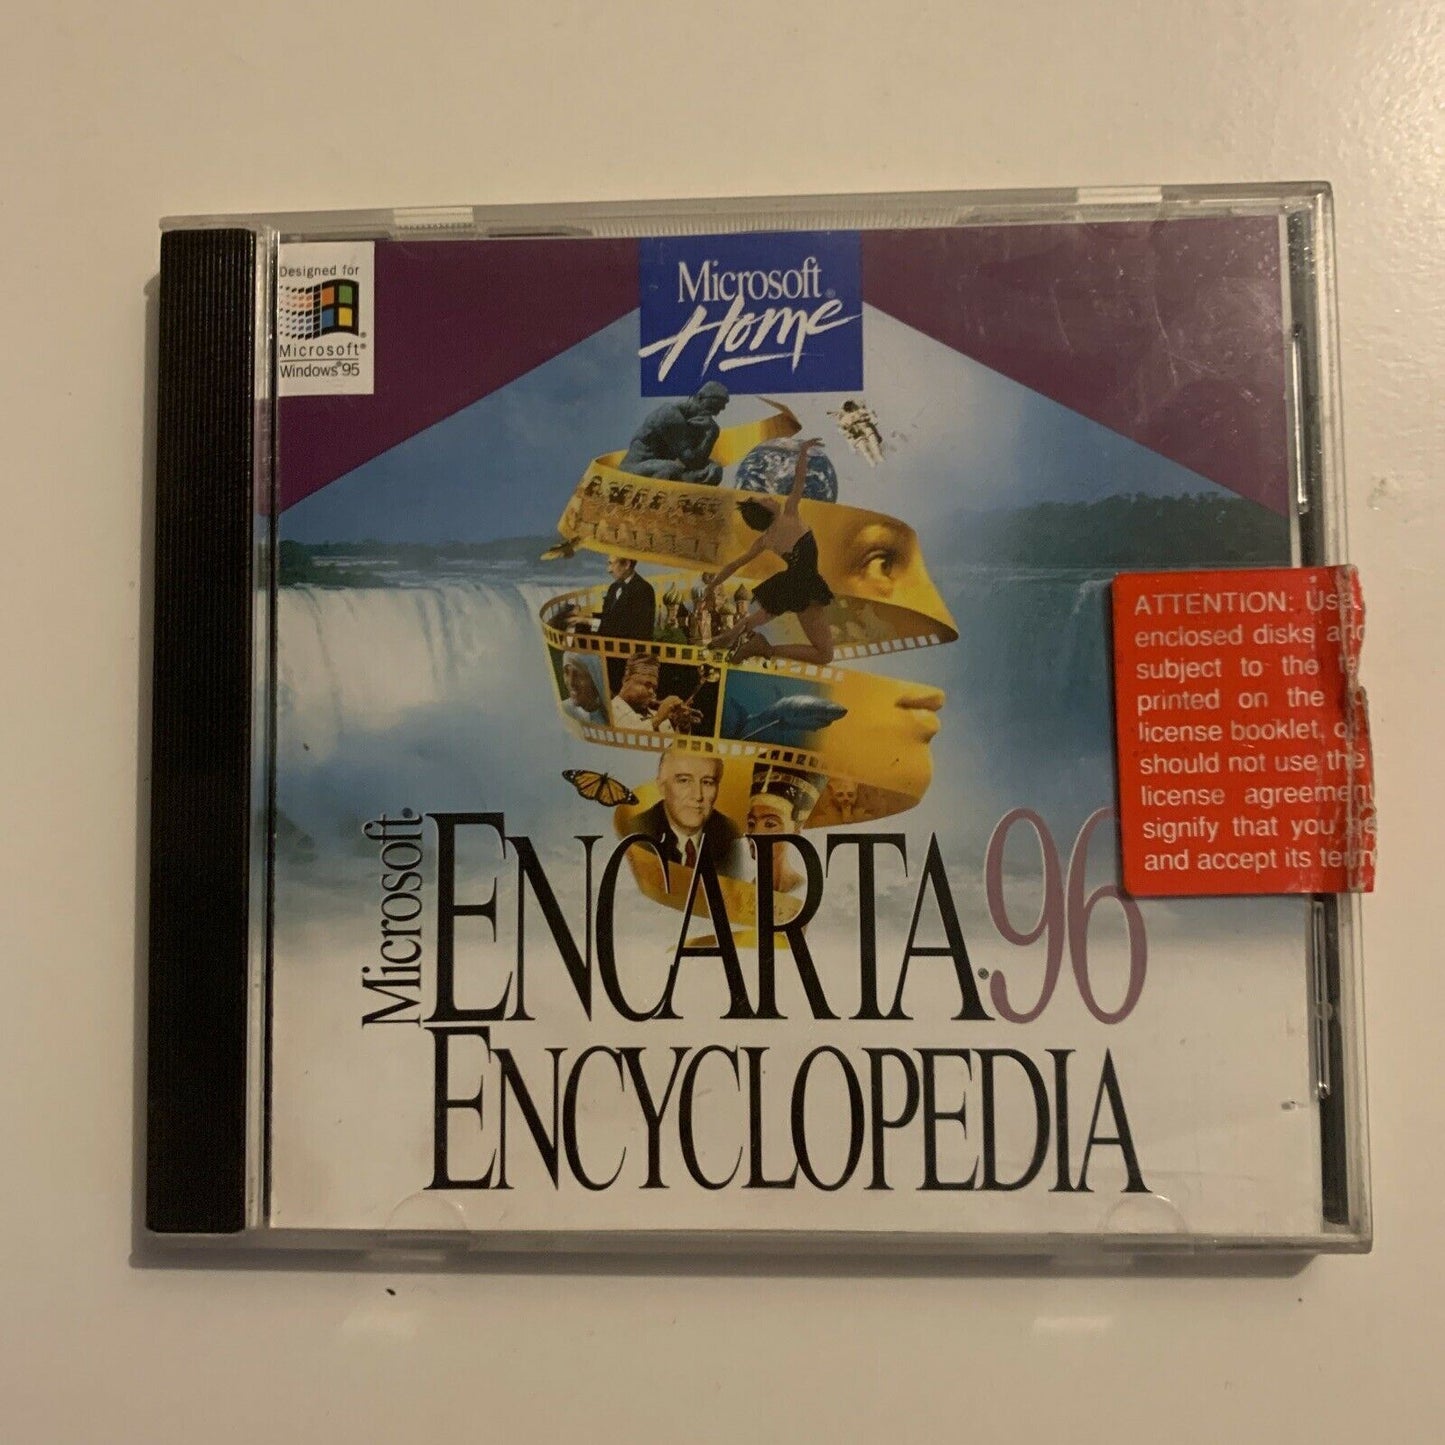 Designed for
Microsoft®
Windows®95
Microsoft®
Home
ATTENTION:
enclosed disks
subject to the
printed on the
license booklet,
should not use the
license agreement
signify that you
and accept its
Microsoft®
ENCARTA®96
ENCYCLOPEDIA